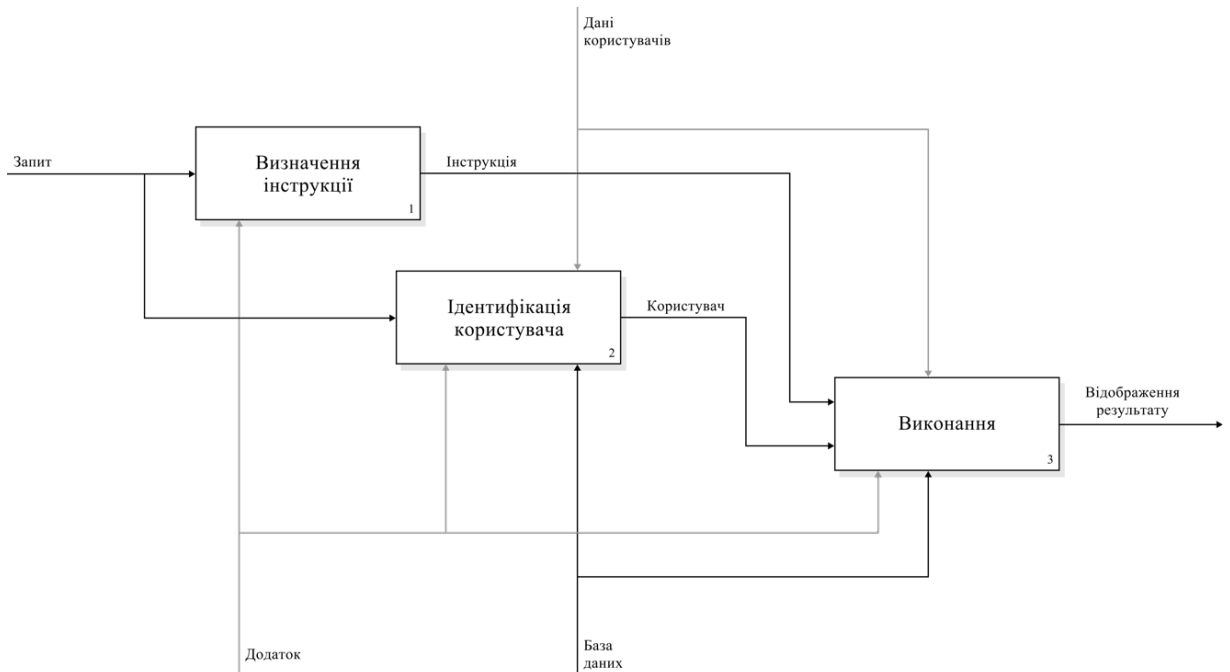 Дані
користувачів
Запит
Визначення
інструкції
1
Інструкція
Ідентифікація
користувача
2
Користувач
Виконання
3
Відображення
результату
Додаток
База
даних